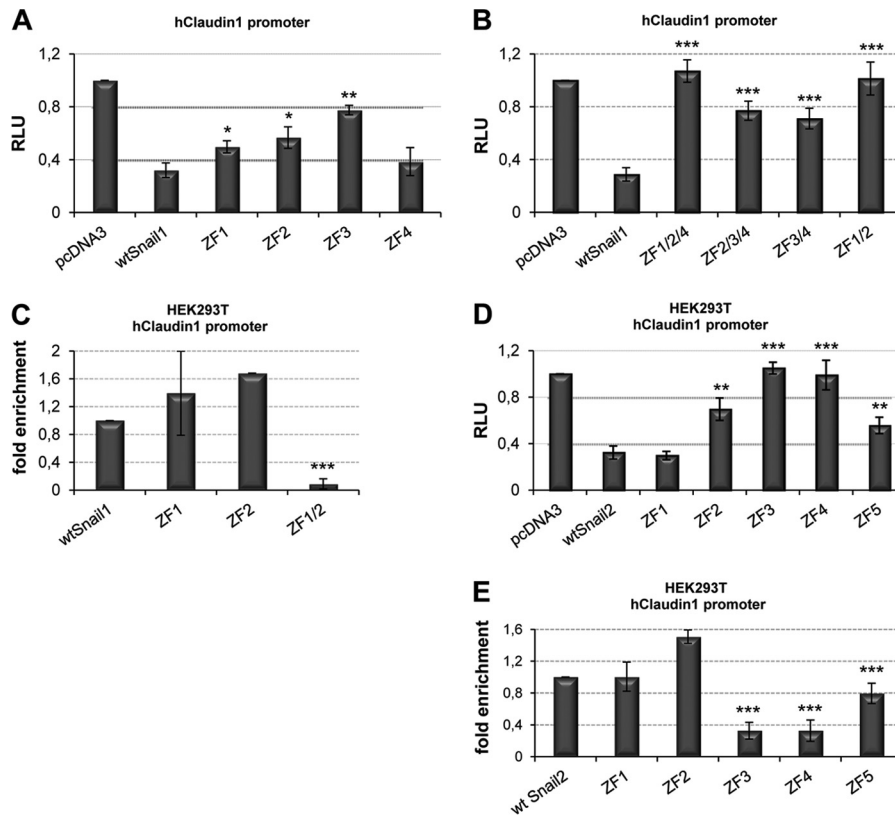 A
hClaudin1 promoter
RLU
1,2
0,8
0,4
0
* * **
pcDNA3 wtSnail1 ZF1 ZF2 ZF3 ZF4
B
hClaudin1 promoter
RLU
1,2
0,8
0,4
0
*** *** *** ***
pcDNA3 wtSnail1 ZF1/2/4 ZF2/3/4 ZF3/4 ZF1/2
C
HEK293T
hClaudin1 promoter
fold enrichment
2
1,6
1,2
0,8
0,4
0
***
wtSnail1 ZF1 ZF2 ZF1/2
D
HEK293T
hClaudin1 promoter
RLU
1,2
0,8
0,4
0
** *** *** **
pcDNA3 wtSnail2 ZF1 ZF2 ZF3 ZF4 ZF5
E
HEK293T
hClaudin1 promoter
fold enrichment
1,6
1,2
0,8
0,4
0
*** *** ***
wt Snail2 ZF1 ZF2 ZF3 ZF4 ZF5